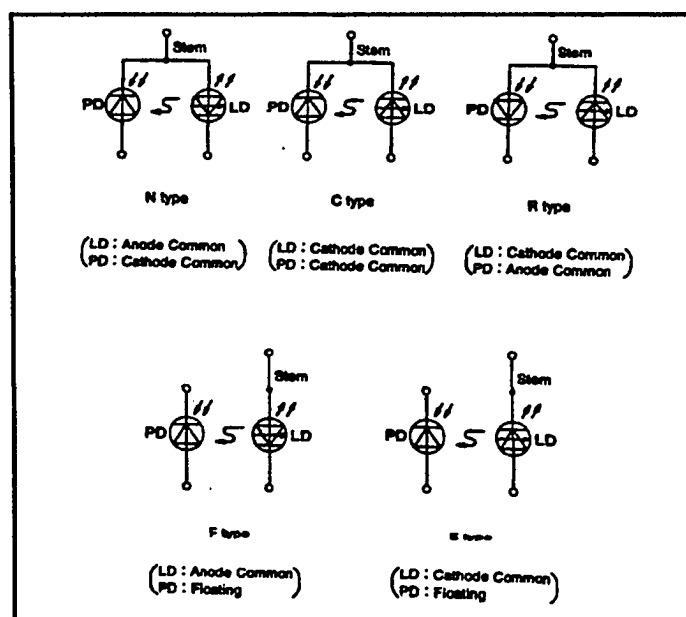 Stem
Stem
Stem
PD
LD
PD
LD
PD
LD
N type
C type
R type
(LD : Anode Common
PD : Cathode Common)
(LD : Cathode Common
PD : Cathode Common)
(LD : Cathode Common
PD : Anode Common)
Stem
Stem
PD
LD
PD
LD
F type
type
(LD : Anode Common
PD : Floating)
(LD : Cathode Common
PD : Floating)